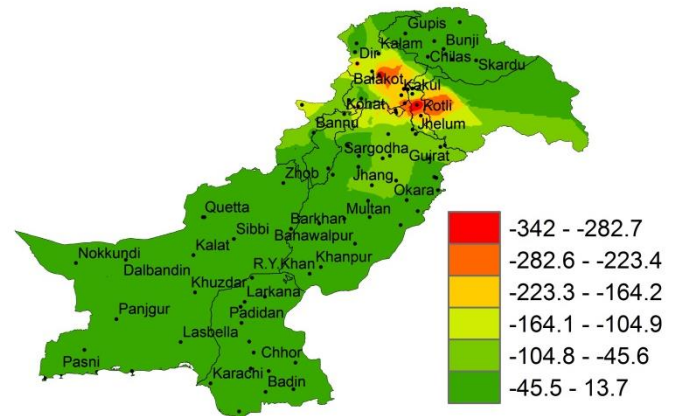 Gupis
Kalam
Bunji
Dir
Chilas
Skardu
Balakot
Kakul
Kohat
Kotli
Bannu
Jhelum
Sargodha
Gujrat
Zhob
Jhang
Okara
Quetta
Barkhan
Multan
Sibbi
Bahawalpur
Nokkundi
Kalat
Dalbandin
R.Y.Khan
Khanpur
Khuzdar
Larkana
Panjgur
Padidan
Lasbella
Pasni
Chhor
Karachi
Badin
-342 - -282.7
-282.6 - -223.4
-223.3 - -164.2
-164.1 - -104.9
-104.8 - -45.6
-45.5 - 13.7